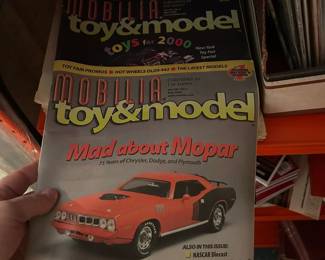 MOBILIA
toy&model
toys for 2000
New York
Toy Fair
Special
TOY FAIR PROMOS HOT WHEELS OLDS 442 THE LATEST MODELS
MOBILIA
toy&model
Mad about Mopar
75 Years of Chrysler, Dodge, and Plymouth
ALSO IN THIS ISSUE:
NASCAR Diecast